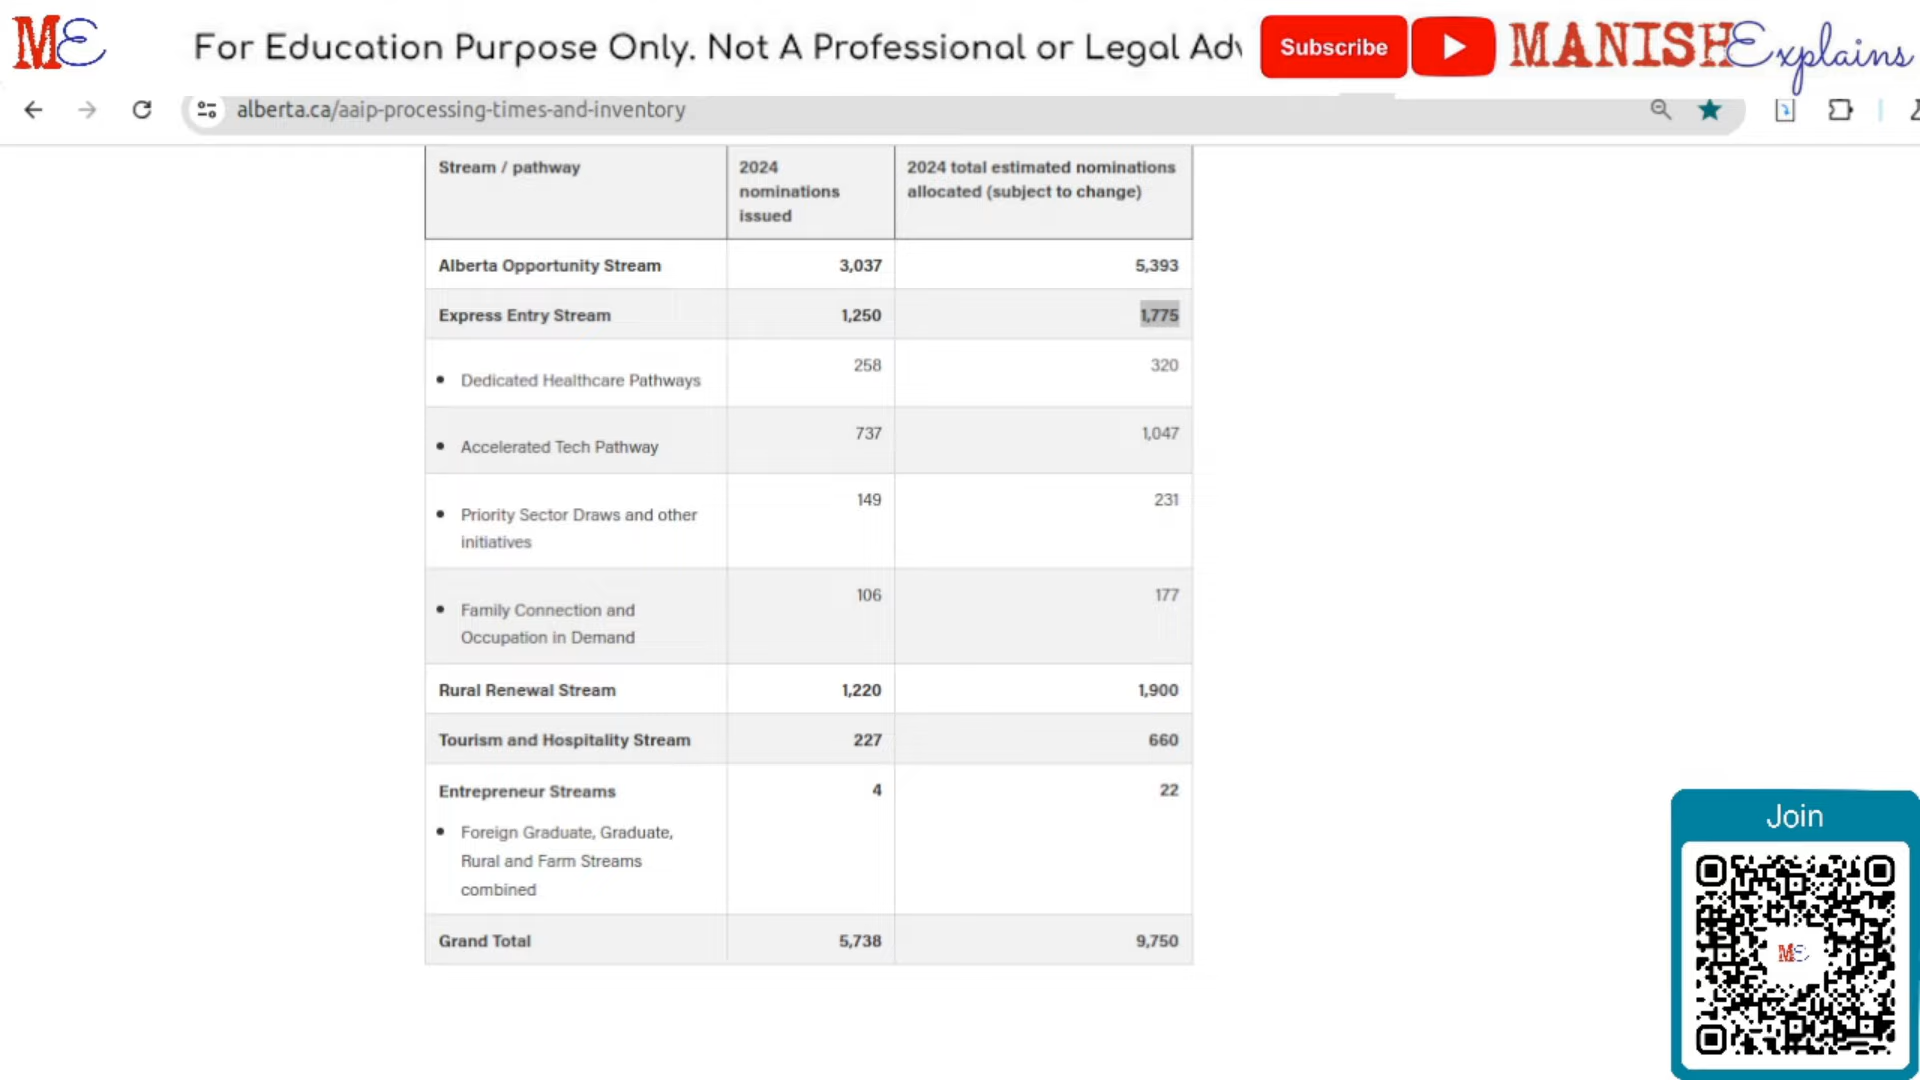 ME
For Education Purpose Only. Not A Professional or Legal Adv
Subscribe
MANISH Explains
alberta.ca/aaip-processing-times-and-inventory
Stream / pathway
2024
nominations
issued
2024 total estimated nominations
allocated (subject to change)
Alberta Opportunity Stream 3,037 5,393
Express Entry Stream 1,250 1,775
• Dedicated Healthcare Pathways 258 320
• Accelerated Tech Pathway 737 1,047
• Priority Sector Draws and other 149 231
initiatives
• Family Connection and 106 177
Occupation in Demand
Rural Renewal Stream 1,220 1,900
Tourism and Hospitality Stream 227 660
Entrepreneur Streams 4 22
• Foreign Graduate, Graduate,
Rural and Farm Streams
combined
Grand Total 5,738 9,750
Join
ME